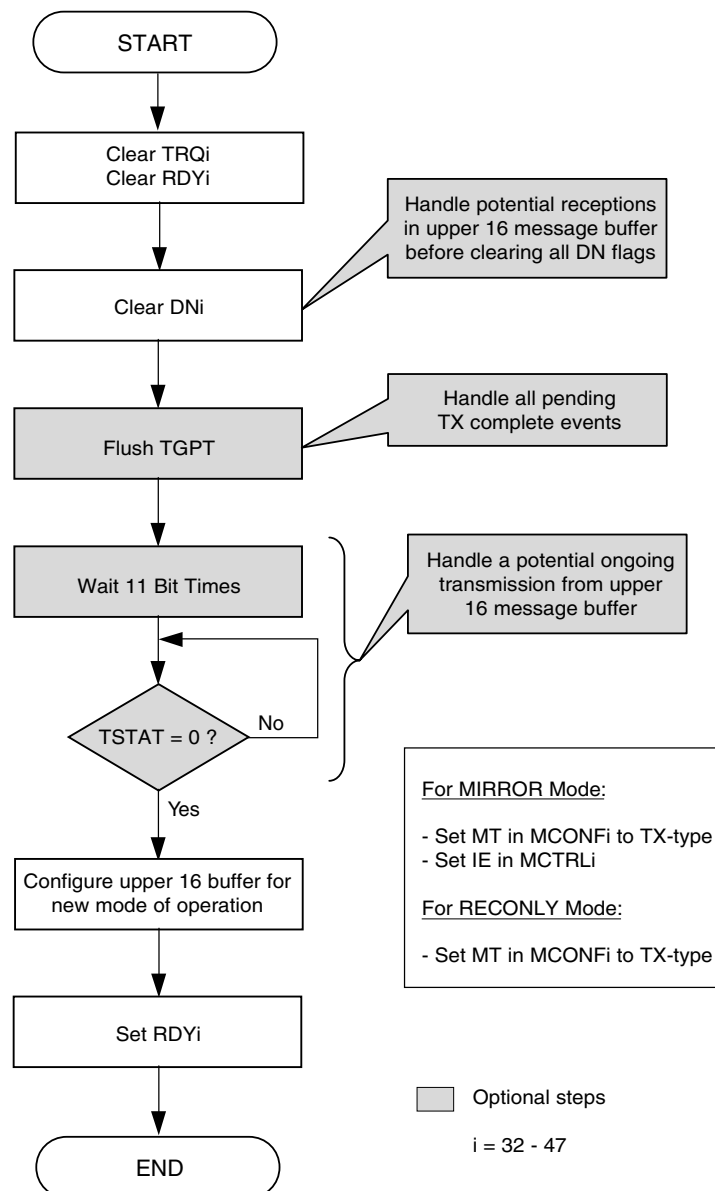 START
Clear TRQi
Clear RDYi
Handle potential receptions
in upper 16 message buffer
before clearing all DN flags
Clear DNi
Handle all pending
TX complete events
Flush TGPT
Handle a potential ongoing
transmission from upper
16 message buffer
Wait 11 Bit Times
TSTAT = 0 ?
No
Yes
For MIRROR Mode:
- Set MT in MCONFi to TX-type
- Set IE in MCTRLi
For RECONLY Mode:
- Set MT in MCONFi to TX-type
Configure upper 16 buffer for
new mode of operation
Set RDYi
Optional steps
i = 32 - 47
END